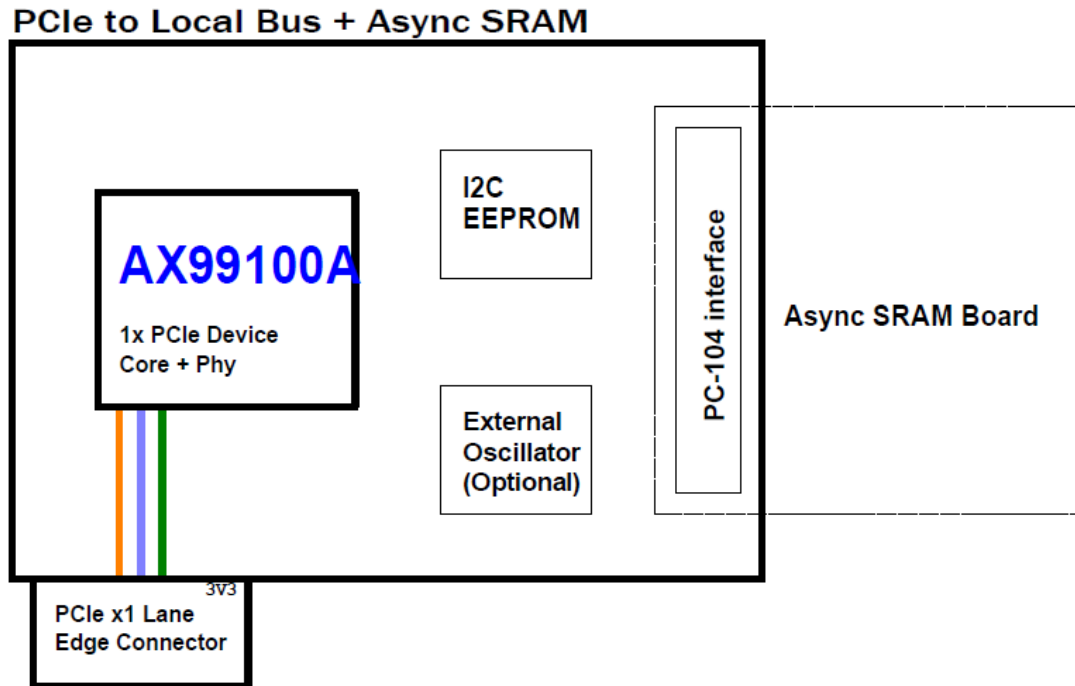 PCIe to Local Bus + Async SRAM
I2C
EEPROM
AX99100A
1x PCIe Device
Core + Phy
PC-104 interface
Async SRAM Board
External
Oscillator
(Optional)
3V3
PCIe x1 Lane
Edge Connector